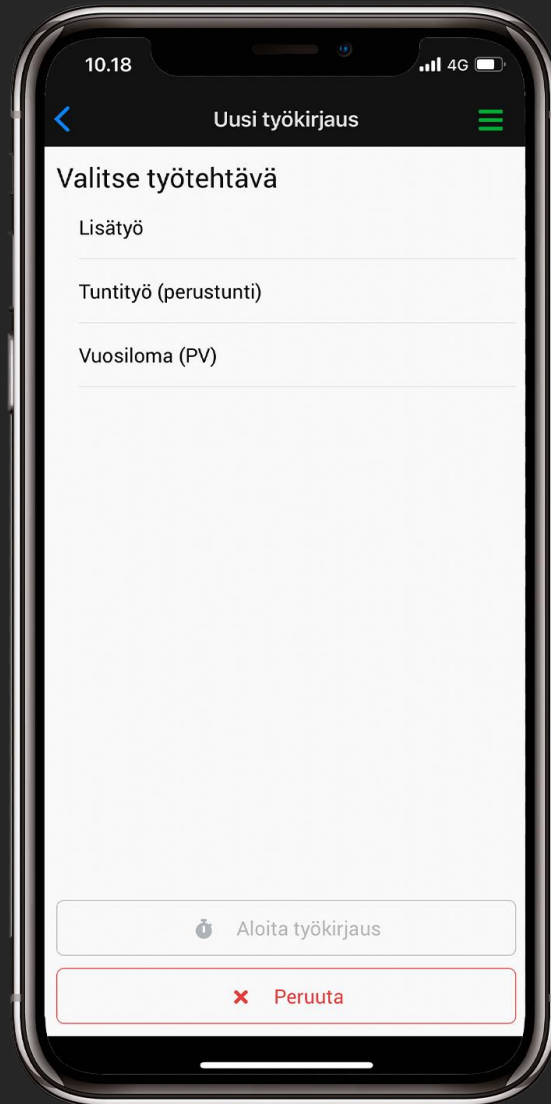 10.18 4G
Uusi työkirjaus
Valitse työtehtävä
Lisätyö
Tuntityö (perustunti)
Vuosiloma (PV)
Aloita työkirjaus
Peruuta